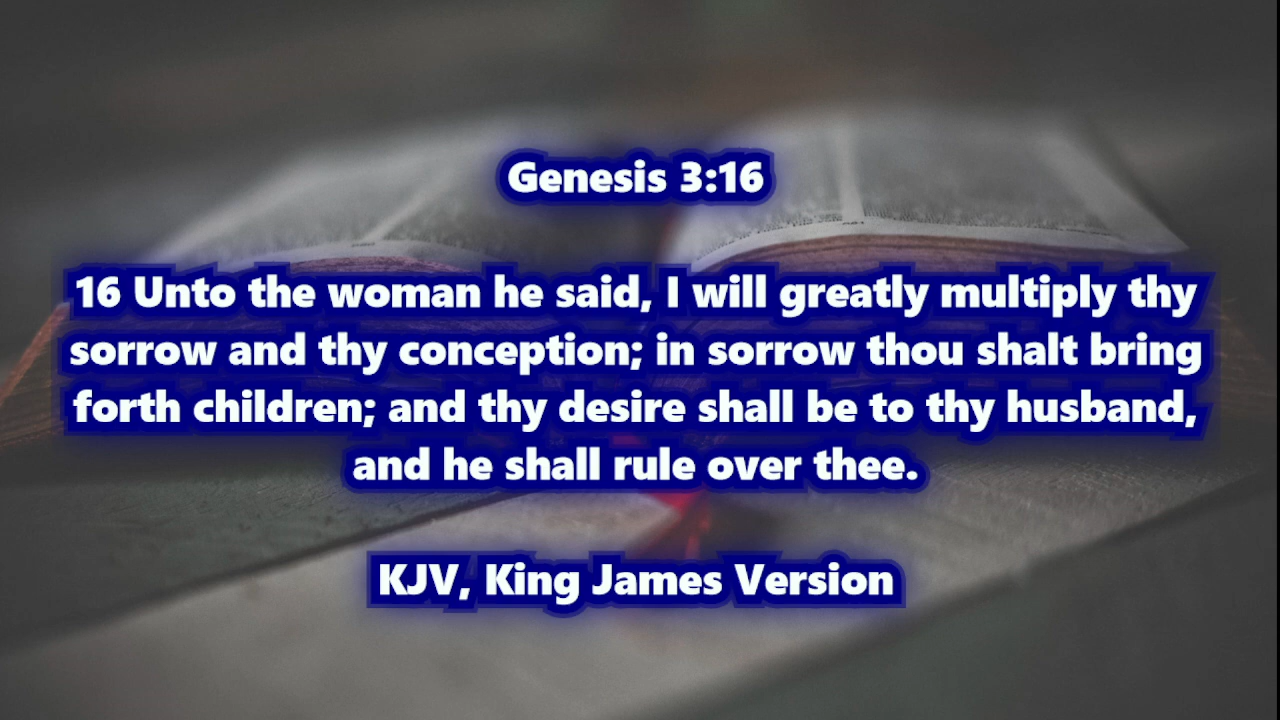 Genesis 3:16
16 Unto the woman he said, I will greatly multiply thy
sorrow and thy conception; in sorrow thou shalt bring
forth children; and thy desire shall be to thy husband,
and he shall rule over thee.
KJV, King James Version